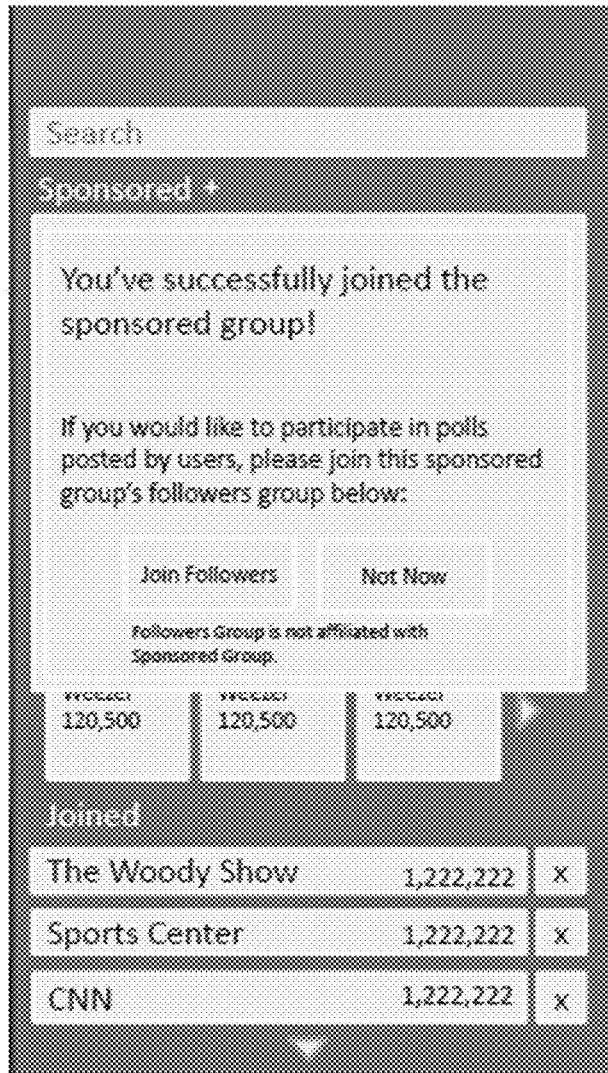 Search
Sponsored +
You've successfully joined the
sponsored group!
If you would like to participate in polls
posted by users, please join this sponsored
group's followers group below:
Join Followers
Not Now
Followers Group is not affiliated with
Sponsored Group.
Weezer Weezer Weezer
120,500 120,500 120,500
Joined
The Woody Show 1,222,222 x
Sports Center 1,222,222 x
CNN 1,222,222 x